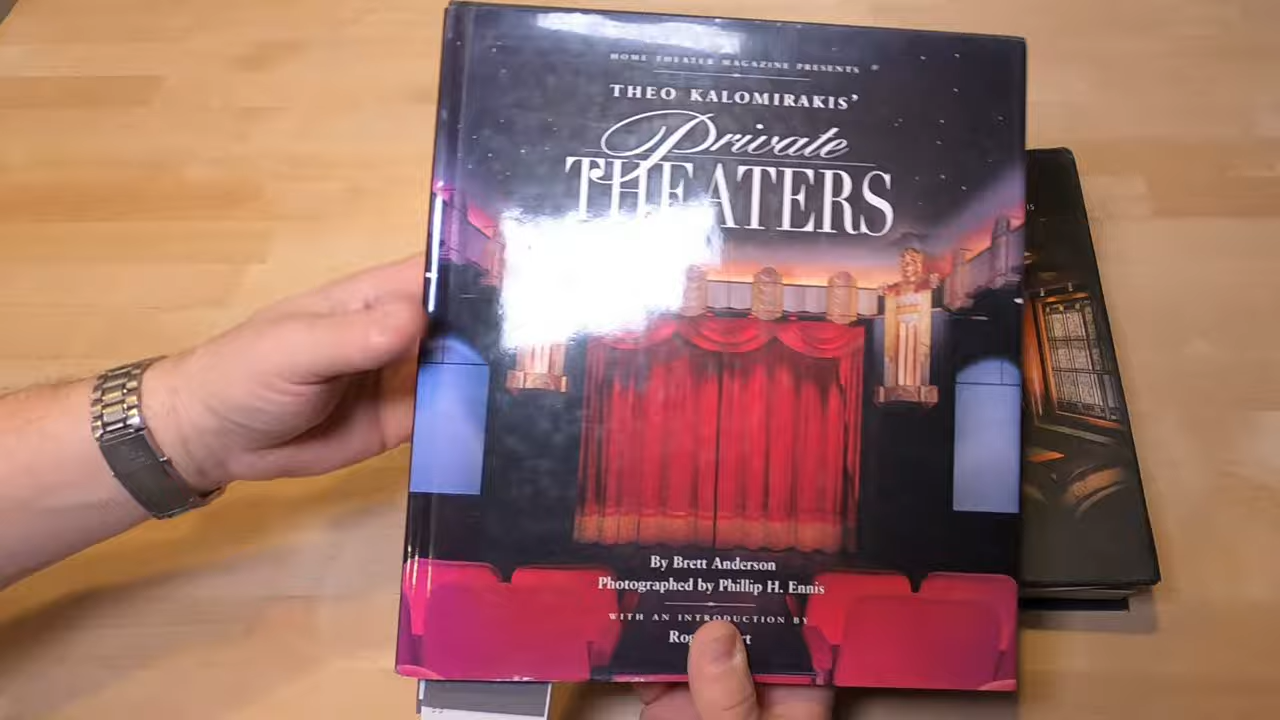 HOME THEATER MAGAZINE PRESENTS
THEO KALOMIRAKIS'
Private
THEATERS
By Brett Anderson
Photographed by Phillip H. Ennis
WITH AN INTRODUCTION BY